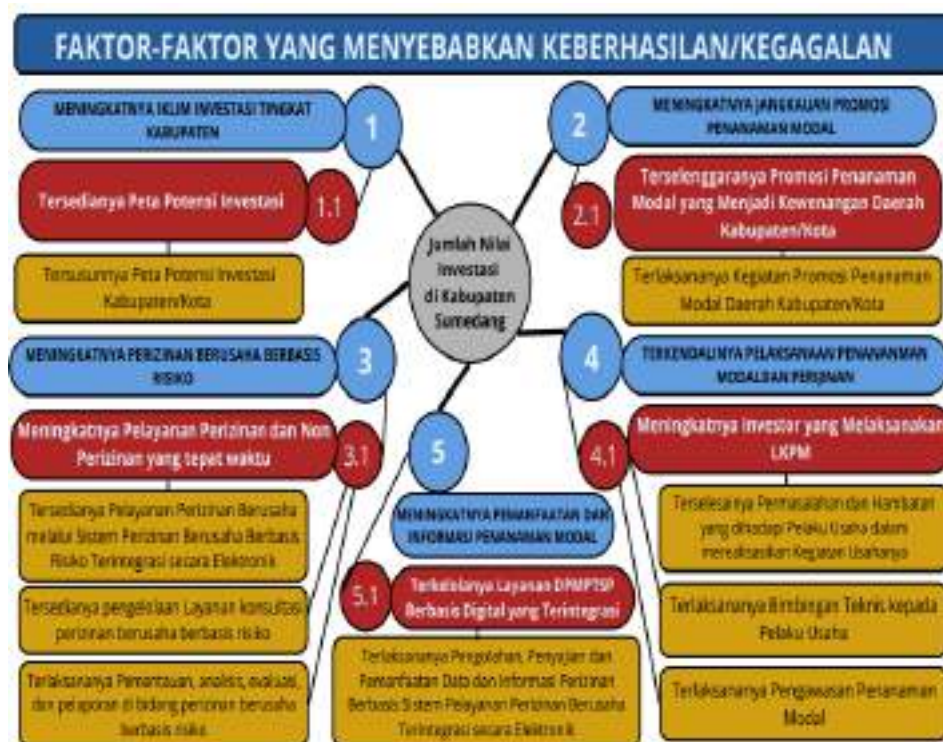 FAKTOR-FAKTOR YANG MENYEBABKAN KEBERHASILAN/KEGAGALAN
MENINGKATNYA IKLIM INVESTASI TINGKAT
KABUPATEN
1
Tersedianya Peta Potensi Investasi
1.1
Tersusunnya Peta Potensi Investasi
Kabupaten/Kota
2
MENINGKATNYA JANGKAUAN PROMOSI
PENANAMAN MODAL
2.1
Terselenggaranya Promosi Penanaman
Modal yang Menjadi Kewenangan Daerah
Kabupaten/Kota
Terlaksananya Kegiatan Promosi Penanaman
Modal Daerah Kabupaten/Kota
Jumlah Nilai
Investasi
di Kabupaten
Sumedang
MENINGKATNYA PERIZINAN BERUSAHA BERBASIS
RISIKO
3
Meningkatnya Pelayanan Perizinan dan Non
Perizinan yang tepat waktu
3.1
Tersedianya Pelayanan Perizinan Berusaha
melalui Sistem Perizinan Berusaha Berbasis
Risiko Terintegrasi secara Elektronik
Tersedianya pengelolaan Layanan konsultasi
perizinan berusaha berbasis risiko
Terlaksananya Pemantauan, analisis, evaluasi,
dan pelaporan di bidang perizinan berusaha
berbasis risiko
4
TERKENDALINYA PELAKSANAAN PENANANMAN
MODAL DAN PERIJINAN
4.1
Meningkatnya Investor yang Melaksanakan
LKPM
Terselesanya Permasalahan dan Hambatan
yang dihadapi Pelaku Usaha dalam
merealisasikan Kegiatan Usahanya
Terlaksananya Bimbingan Teknis kepada
Pelaku Usaha
Terlaksananya Pengawasan Penanaman
Modal
5
MENINGKATNYA PEMANFAATAN DAN
INFORMASI PENANAMAN MODAL
5.1
Terkelolanya Layanan DPMPTSP
Berbasis Digital yang Terintegrasi
Terlaksananya Pengolahan, Penyajian dan
Pemanfaatan Data dan Informasi Perizinan
Berbasis Sistem Pelayanan Perizinan Berusaha
Terintegrasi secara Elektronik